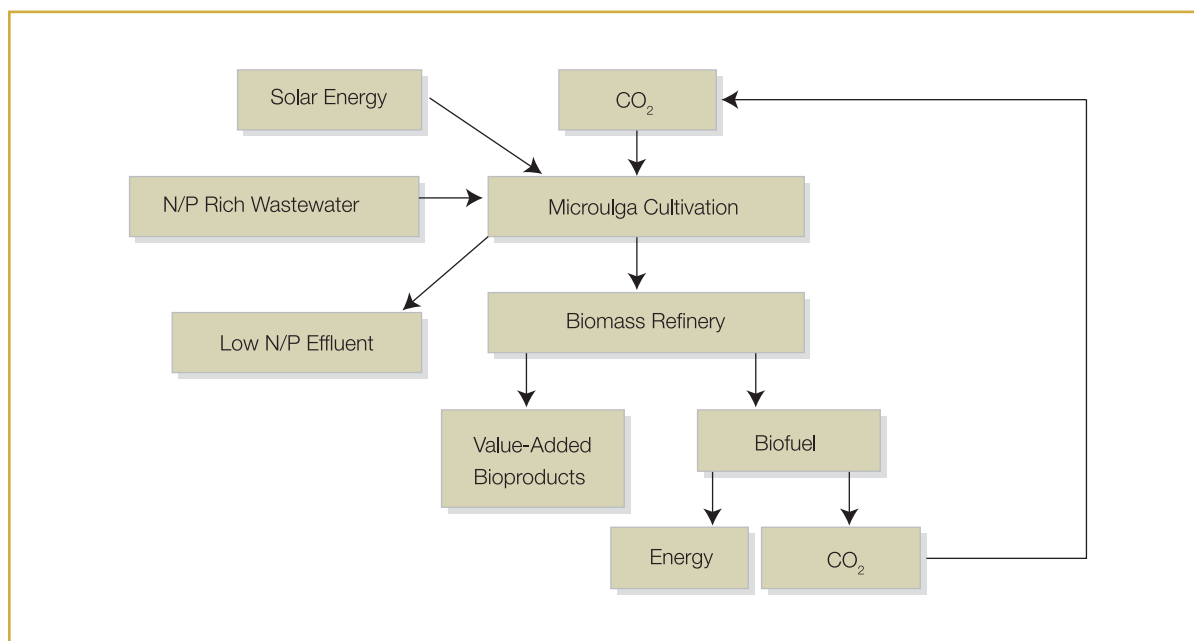 Solar Energy
CO₂
N/P Rich Wastewater
Microulga Cultivation
Low N/P Effluent
Biomass Refinery
Value-Added
Bioproducts
Biofuel
Energy
CO₂